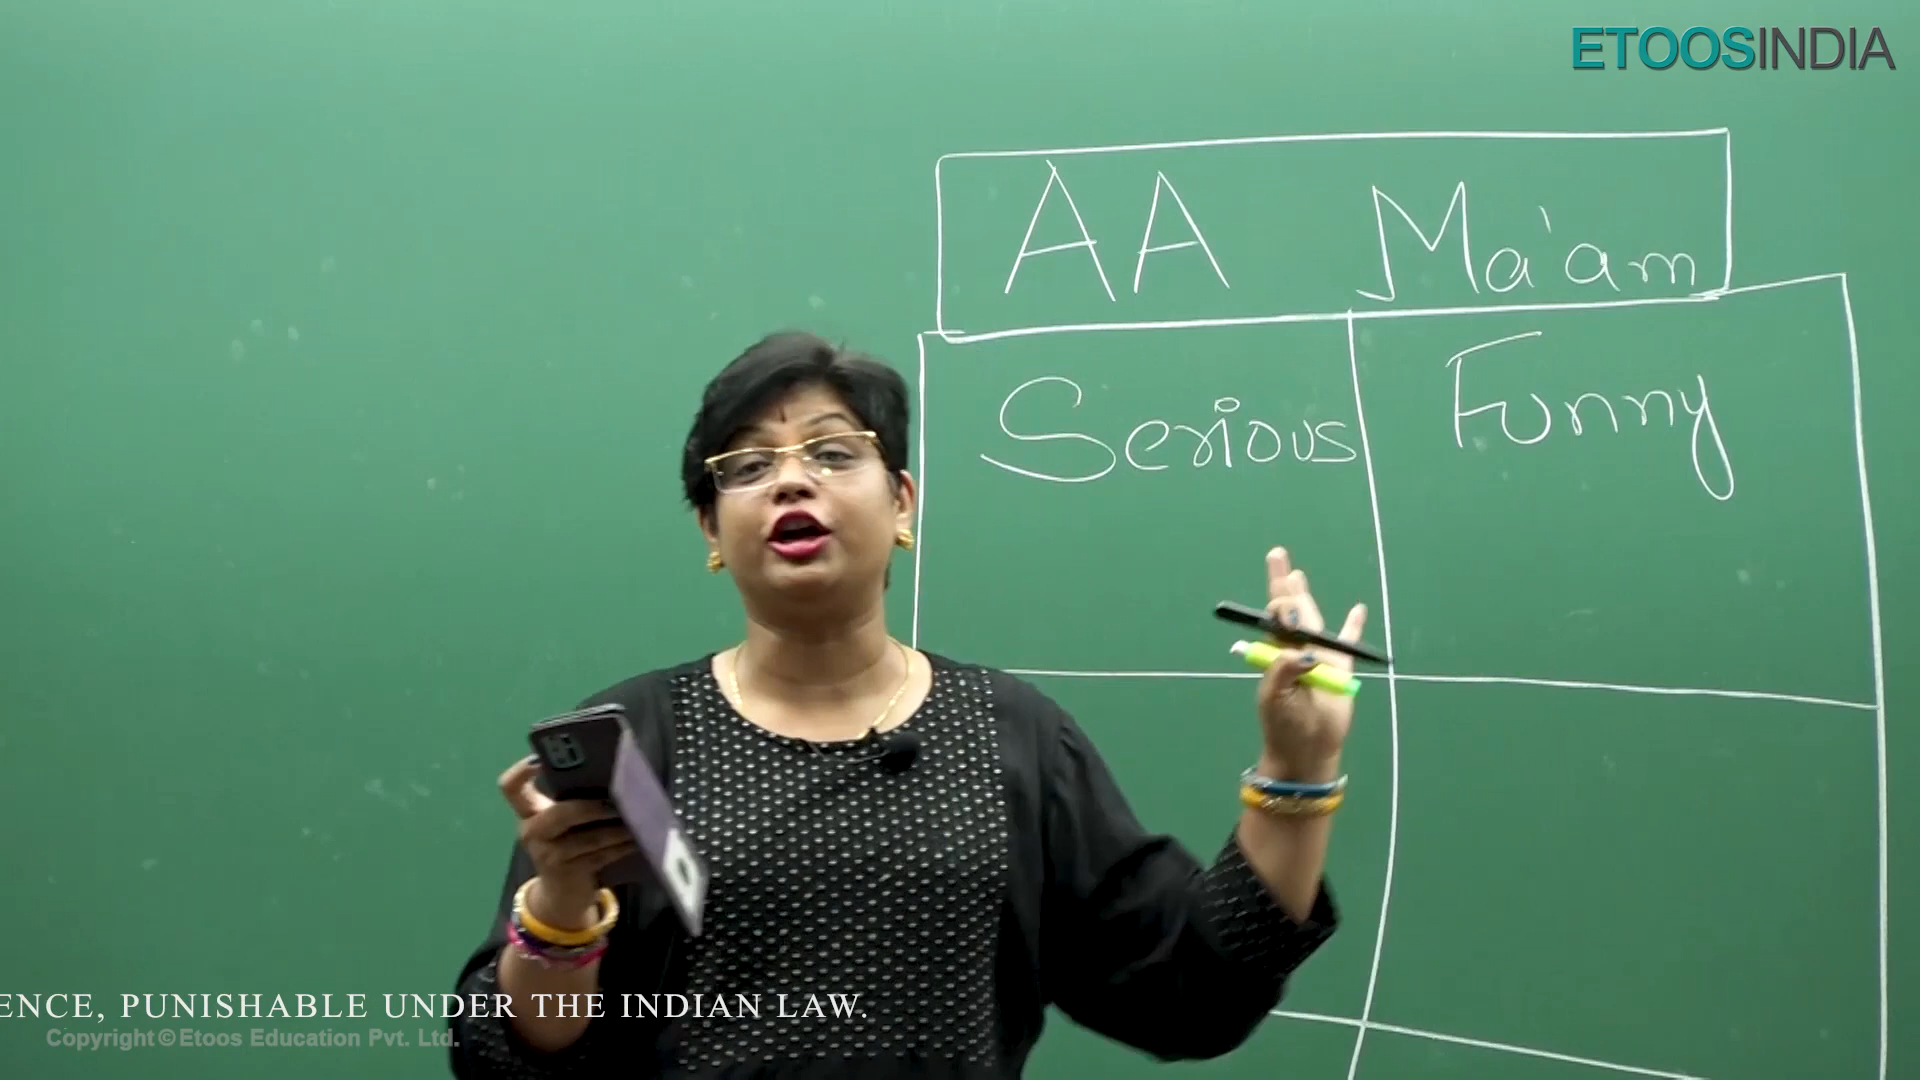 ETOOSINDIA
AA Ma'am
Serious Funny
ENCE, PUNISHABLE UNDER THE INDIAN LAW.
Copyright © Etoos Education Pvt. Ltd.